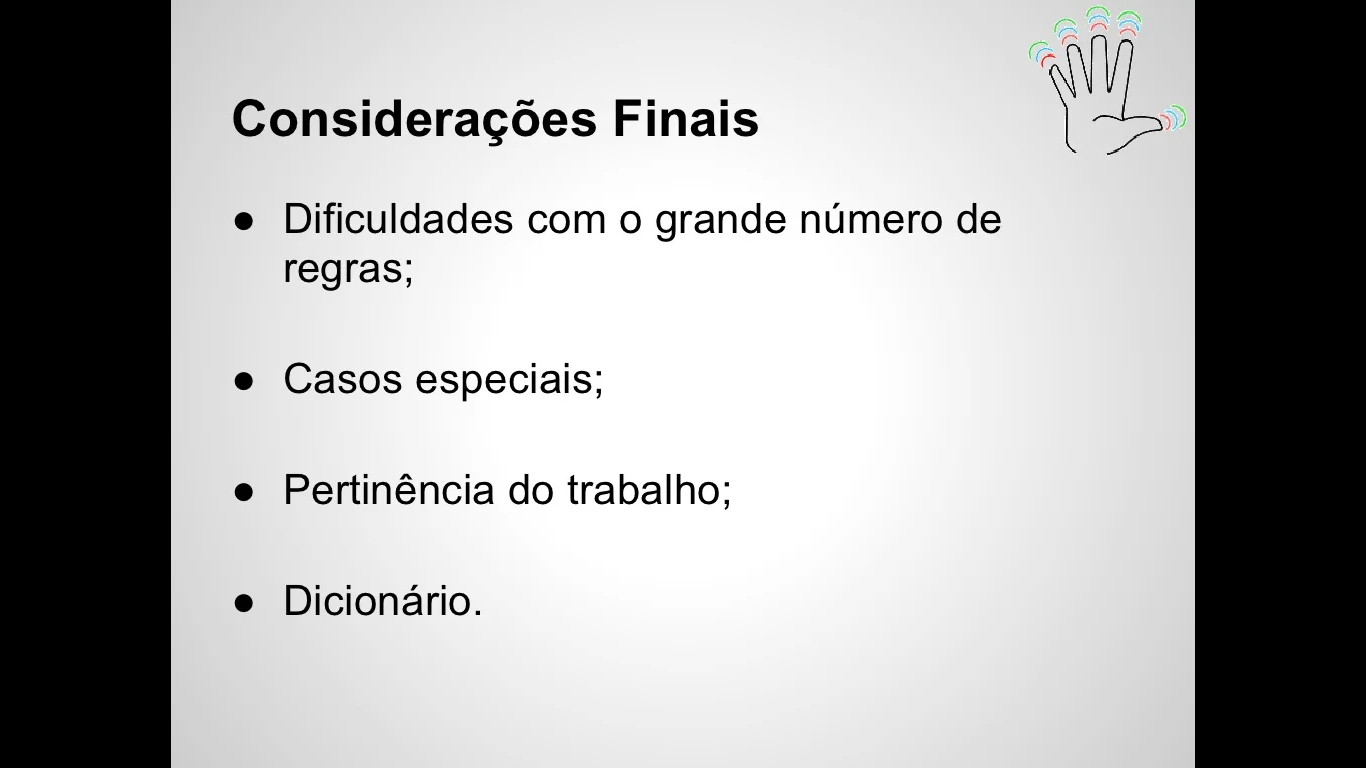 Considerações Finais
● Dificuldades com o grande número de
regras;
● Casos especiais;
● Pertinência do trabalho;
● Dicionário.